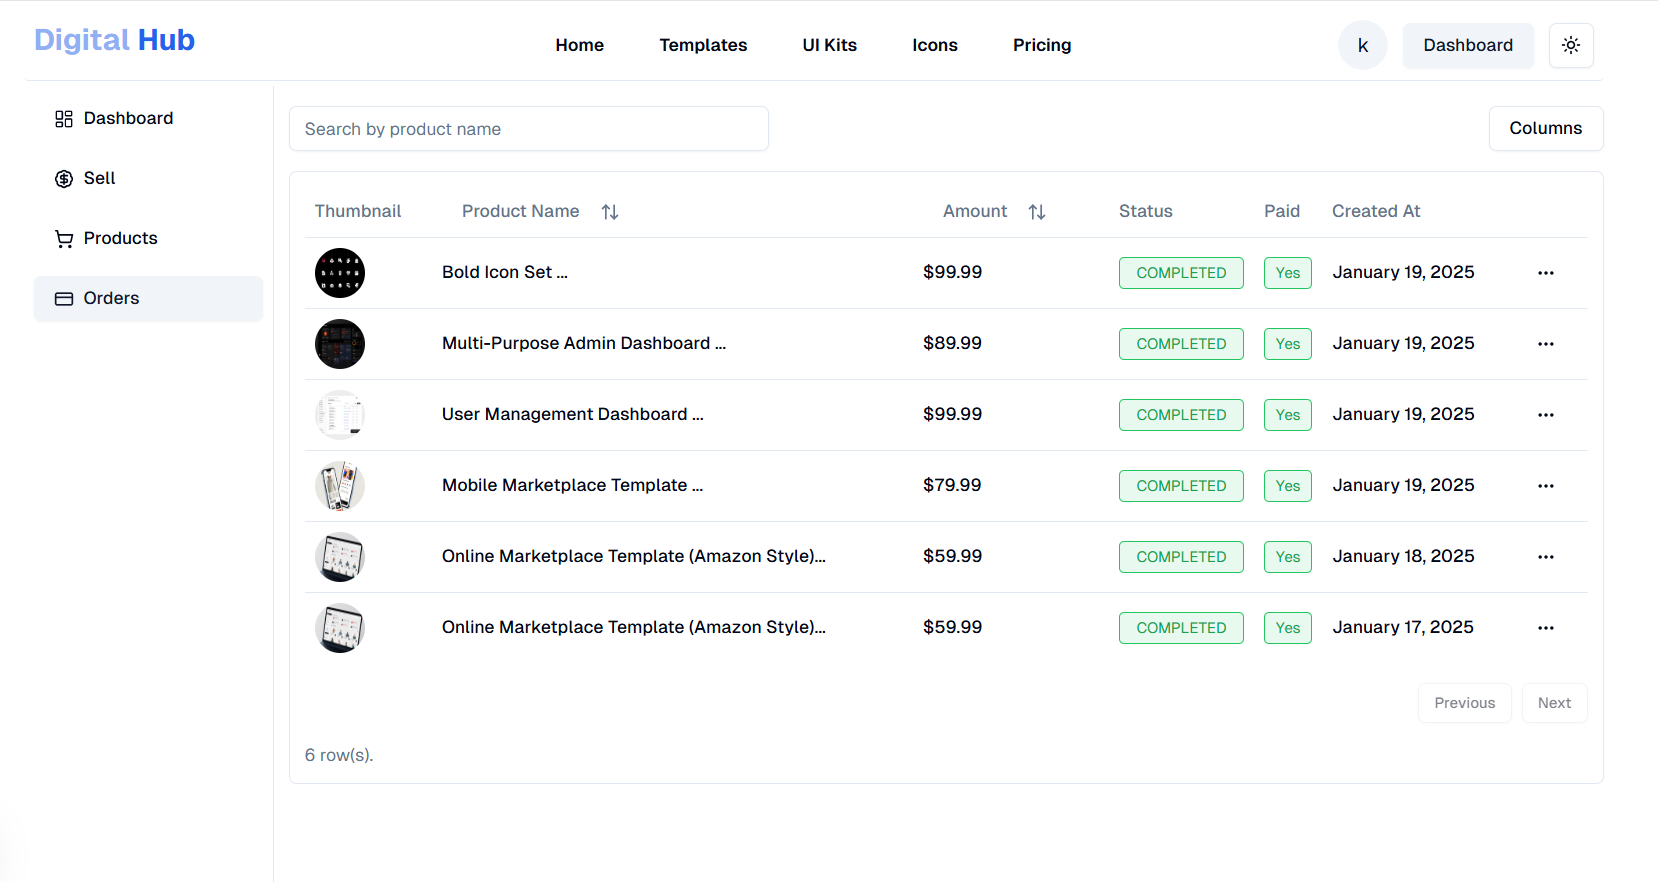 Digital Hub
Home Templates UI Kits Icons Pricing
k Dashboard
Dashboard
Sell
Products
Orders
Search by product name
Columns
Thumbnail Product Name Amount Status Paid Created At
Bold Icon Set ... $99.99 COMPLETED Yes January 19, 2025 ...
Multi-Purpose Admin Dashboard ... $89.99 COMPLETED Yes January 19, 2025 ...
User Management Dashboard ... $99.99 COMPLETED Yes January 19, 2025 ...
Mobile Marketplace Template ... $79.99 COMPLETED Yes January 19, 2025 ...
Online Marketplace Template (Amazon Style)... $59.99 COMPLETED Yes January 18, 2025 ...
Online Marketplace Template (Amazon Style)... $59.99 COMPLETED Yes January 17, 2025 ...
Previous Next
6 row(s).